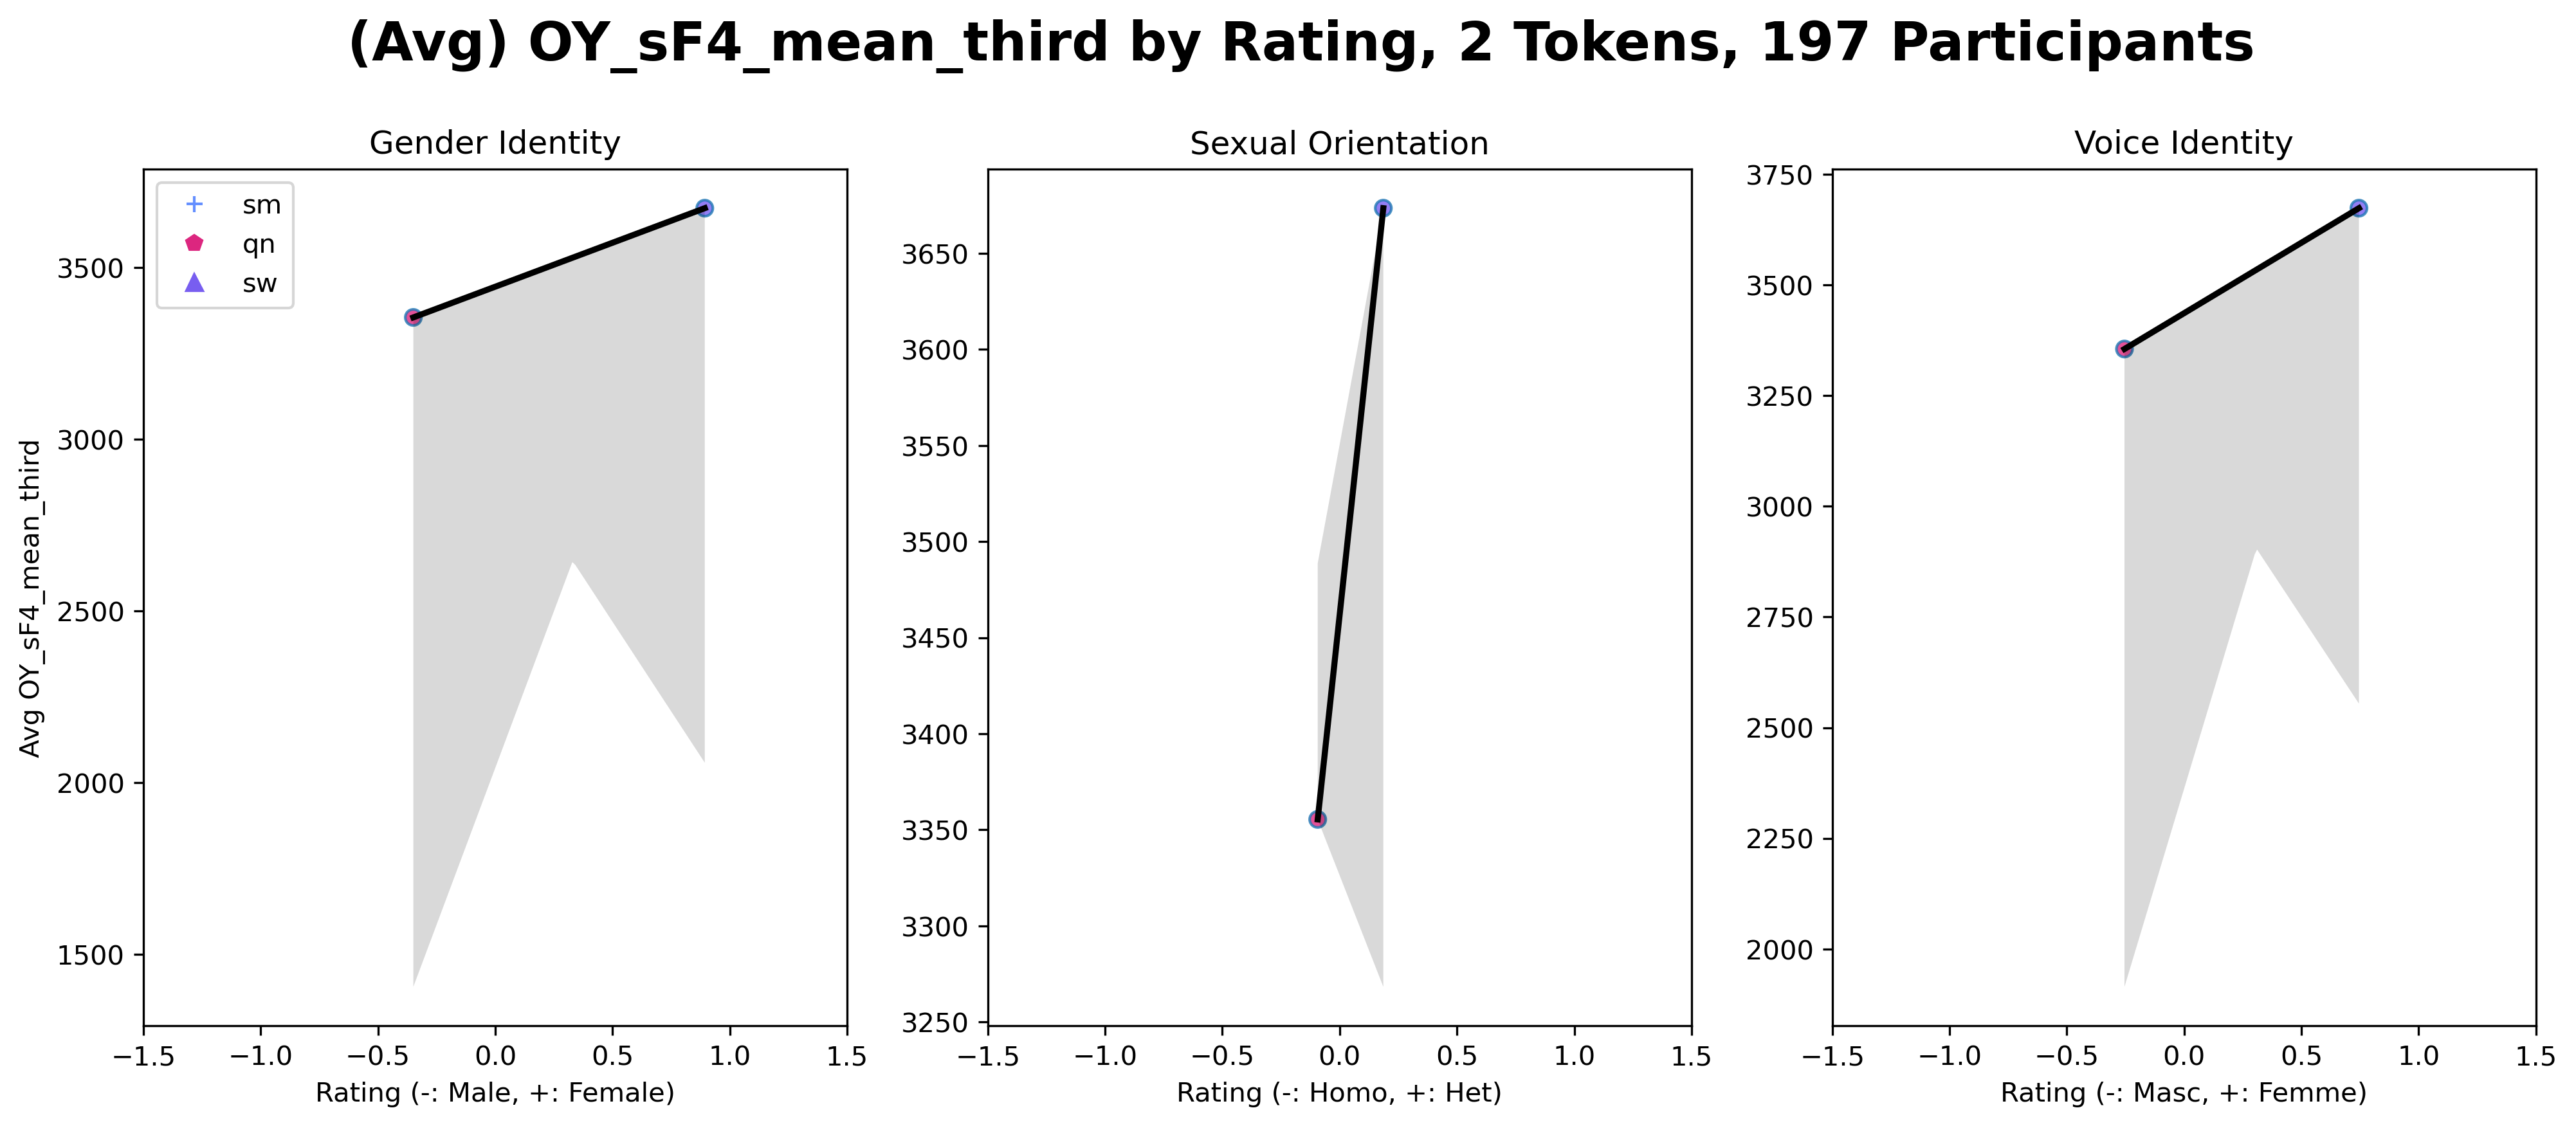 (Avg) OY_sF4_mean_third by Rating, 2 Tokens, 197 Participants
Gender Identity
sm
qn
sw
3500
3000
2500
2000
1500
Avg OY_sF4_mean_third
−1.5 −1.0 −0.5 0.0 0.5 1.0 1.5
Rating (-: Male, +: Female)
Sexual Orientation
3650
3600
3550
3500
3450
3400
3350
3300
3250
−1.5 −1.0 −0.5 0.0 0.5 1.0 1.5
Rating (-: Homo, +: Het)
Voice Identity
3750
3500
3250
3000
2750
2500
2250
2000
−1.5 −1.0 −0.5 0.0 0.5 1.0 1.5
Rating (-: Masc, +: Femme)